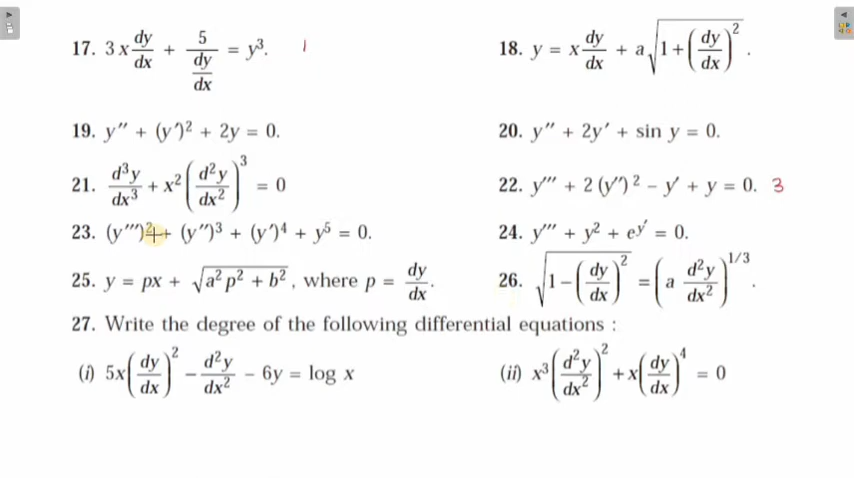 17. 3x dy/dx + 5/(dy/dx) = y³. 1
18. y = x dy/dx + a√(1 + (dy/dx)²).
19. y″ + (y′)² + 2y = 0.
20. y″ + 2y′ + sin y = 0.
21. d³y/dx³ + x² (d²y/dx²)³ = 0
22. y‴ + 2 (y″)² − y′ + y = 0. 3
23. (y‴)² + (y″)³ + (y′)⁴ + y⁵ = 0.
24. y‴ + y² + e^y′ = 0.
25. y = px + √(a²p² + b²), where p = dy/dx.
26. √(1 − (dy/dx)²) = (a d²y/dx²)^1/3.
27. Write the degree of the following differential equations :
(i) 5x(dy/dx)² − d²y/dx² − 6y = log x
(ii) x³(d²y/dx²)² + x(dy/dx)⁴ = 0